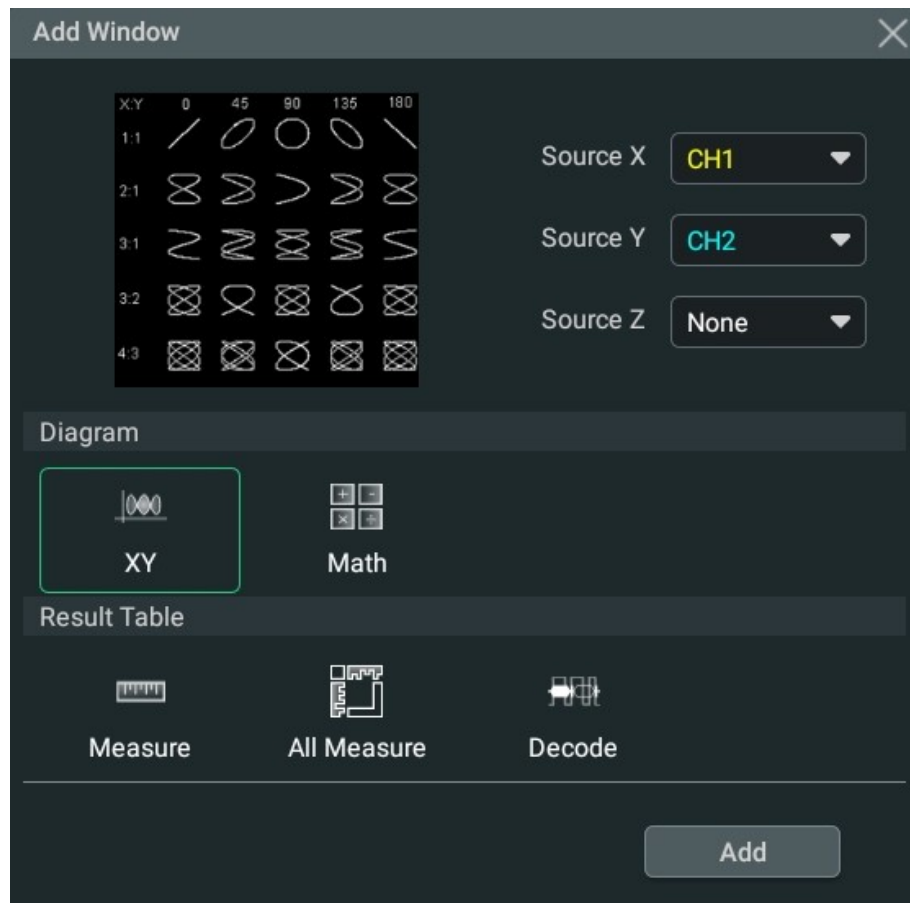 Add Window
X:Y 0 45 90 135 180
1:1
2:1
3:1
3:2
4:3
Source X CH1
Source Y CH2
Source Z None
Diagram
XY Math
Result Table
Measure All Measure Decode
Add